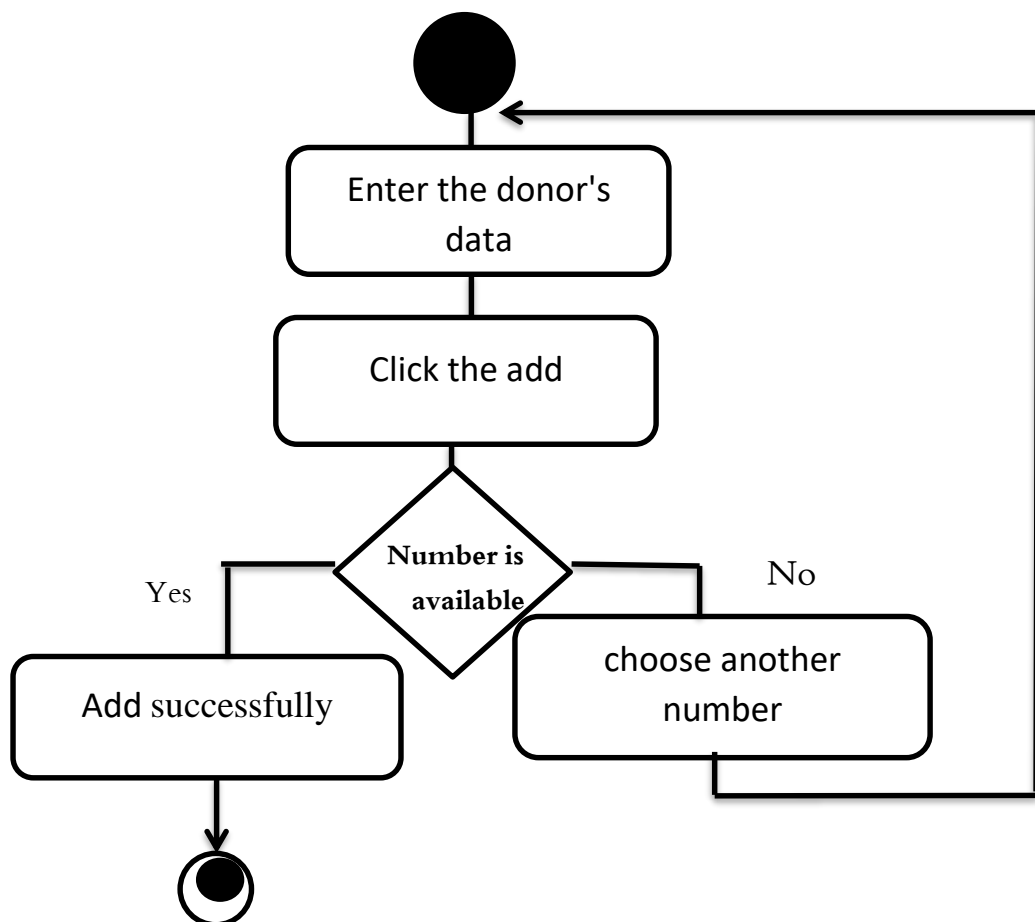 Enter the donor's
data
Click the add
Number is
available
Yes
No
Add successfully
choose another
number